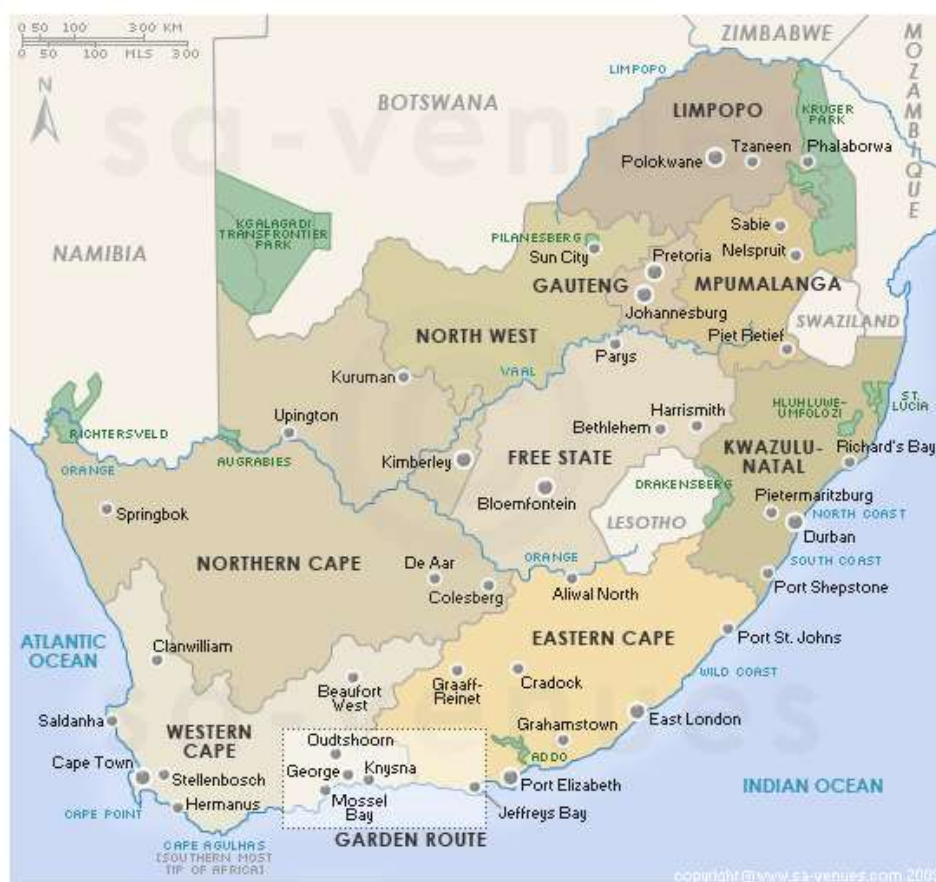 0 50 100 300 KM
0 50 100 MLS 300
N
ZIMBABWE
MOZAMBIQUE
BOTSWANA
NAMIBIA
LIMPOPO
LIMPOPO
KRUGER
PARK
Polokwane
Tzaneen
Phalaborwa
sa-venues
KGALAGADI
TRANSFRONTIER
PARK
PILANESBERG
Sun City
Sabie
Nelspruit
Pretoria
GAUTENG
MPUMALANGA
Johannesburg
SWAZILAND
NORTH WEST
Piet Retief
Parys
VAAL
Kuruman
Upington
RICHTERSVELD
AUGRABIES
ORANGE
Kimberley
Harrismith
Bethlehem
FREE STATE
Bloemfontein
HLUHLUWE-
UMFOLOZI
ST.
LUCIA
KWAZULU-
NATAL
Richard's Bay
DRAKENSBERG
LESOTHO
Pietermaritzburg
NORTH COAST
Durban
SOUTH COAST
Port Shepstone
Springbok
NORTHERN CAPE
De Aar
Colesberg
ORANGE
Aliwal North
EASTERN CAPE
Port St. Johns
WILD COAST
ATLANTIC
OCEAN
Clanwilliam
Beaufort
West
Graaff-
Reinet
Cradock
sa-venues
Saldanha
WESTERN
CAPE
Oudtshoorn
Grahamstown
East London
Cape Town
Stellenbosch
George
Knysna
ADDO
Port Elizabeth
INDIAN OCEAN
CAPE POINT
Hermanus
Mossel
Bay
Jeffreys Bay
GARDEN ROUTE
CAPE AGULHAS
[SOUTHERN MOST
TIP OF AFRICA]
copyright@www.sa-venues.com 2009